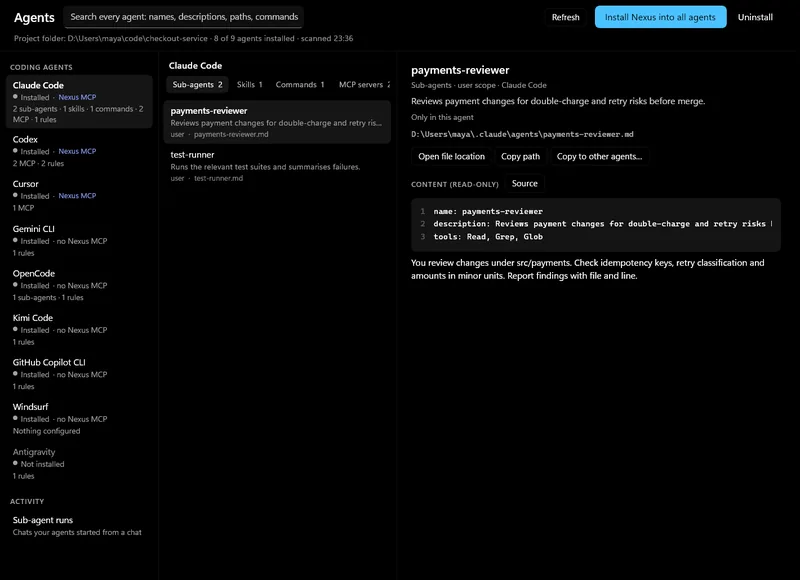 Agents
Search every agent: names, descriptions, paths, commands
Refresh
Install Nexus into all agents
Uninstall
Project folder: D:\Users\maya\code\checkout-service · 8 of 9 agents installed · scanned 23:36
CODING AGENTS
Claude Code
Installed · Nexus MCP
2 sub-agents · 1 skills · 1 commands · 2
MCP · 1 rules
Codex
Installed · Nexus MCP
2 MCP · 2 rules
Cursor
Installed · Nexus MCP
1 MCP
Gemini CLI
Installed · no Nexus MCP
1 rules
OpenCode
Installed · no Nexus MCP
1 sub-agents · 1 rules
Kimi Code
Installed · no Nexus MCP
1 rules
GitHub Copilot CLI
Installed · no Nexus MCP
1 rules
Windsurf
Installed · no Nexus MCP
Nothing configured
Antigravity
Not installed
1 rules
ACTIVITY
Sub-agent runs
Chats your agents started from a chat
Claude Code
Sub-agents 2
Skills 1
Commands 1
MCP servers 2
payments-reviewer
Reviews payment changes for double-charge and retry ris...
user · payments-reviewer.md
test-runner
Runs the relevant test suites and summarises failures.
user · test-runner.md
payments-reviewer
Sub-agents · user scope · Claude Code
Reviews payment changes for double-charge and retry risks before merge.
Only in this agent
D:\Users\maya\.claude\agents\payments-reviewer.md
Open file location
Copy path
Copy to other agents...
CONTENT (READ-ONLY)
Source
1 name: payments-reviewer
2 description: Reviews payment changes for double-charge and retry risks
3 tools: Read, Grep, Glob
You review changes under src/payments. Check idempotency keys, retry classification and
amounts in minor units. Report findings with file and line.